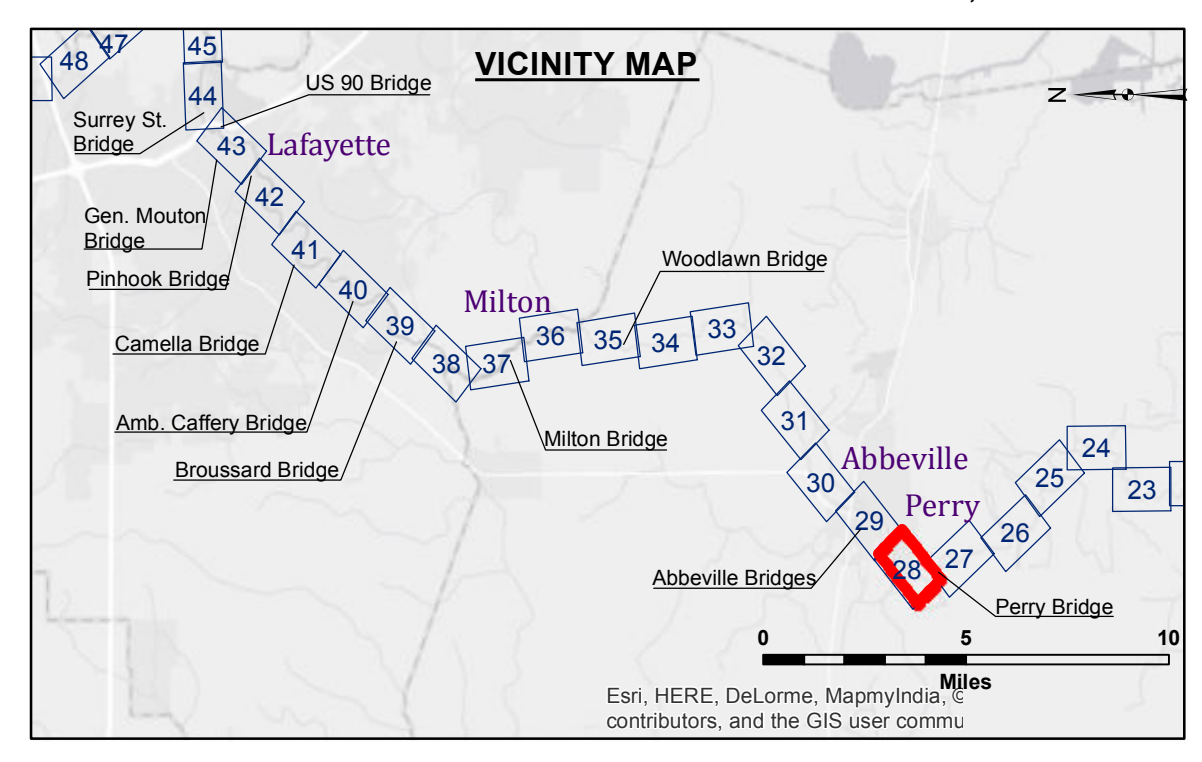 VICINITY MAP
47
48
45
44
US 90 Bridge
N
Surrey St.
Bridge
43
Lafayette
42
Gen. Mouton
Bridge
41
Pinhook Bridge
40
Woodlawn Bridge
Milton
39
36
35
34
33
Camella Bridge
38
37
32
Amb. Caffery Bridge
31
Milton Bridge
Broussard Bridge
Abbeville
30
24
25
23
29
Perry
26
27
28
Abbeville Bridges
Perry Bridge
0
5
10
Miles
Esri, HERE, DeLorme, MapmyIndia, ©
contributors, and the GIS user commu